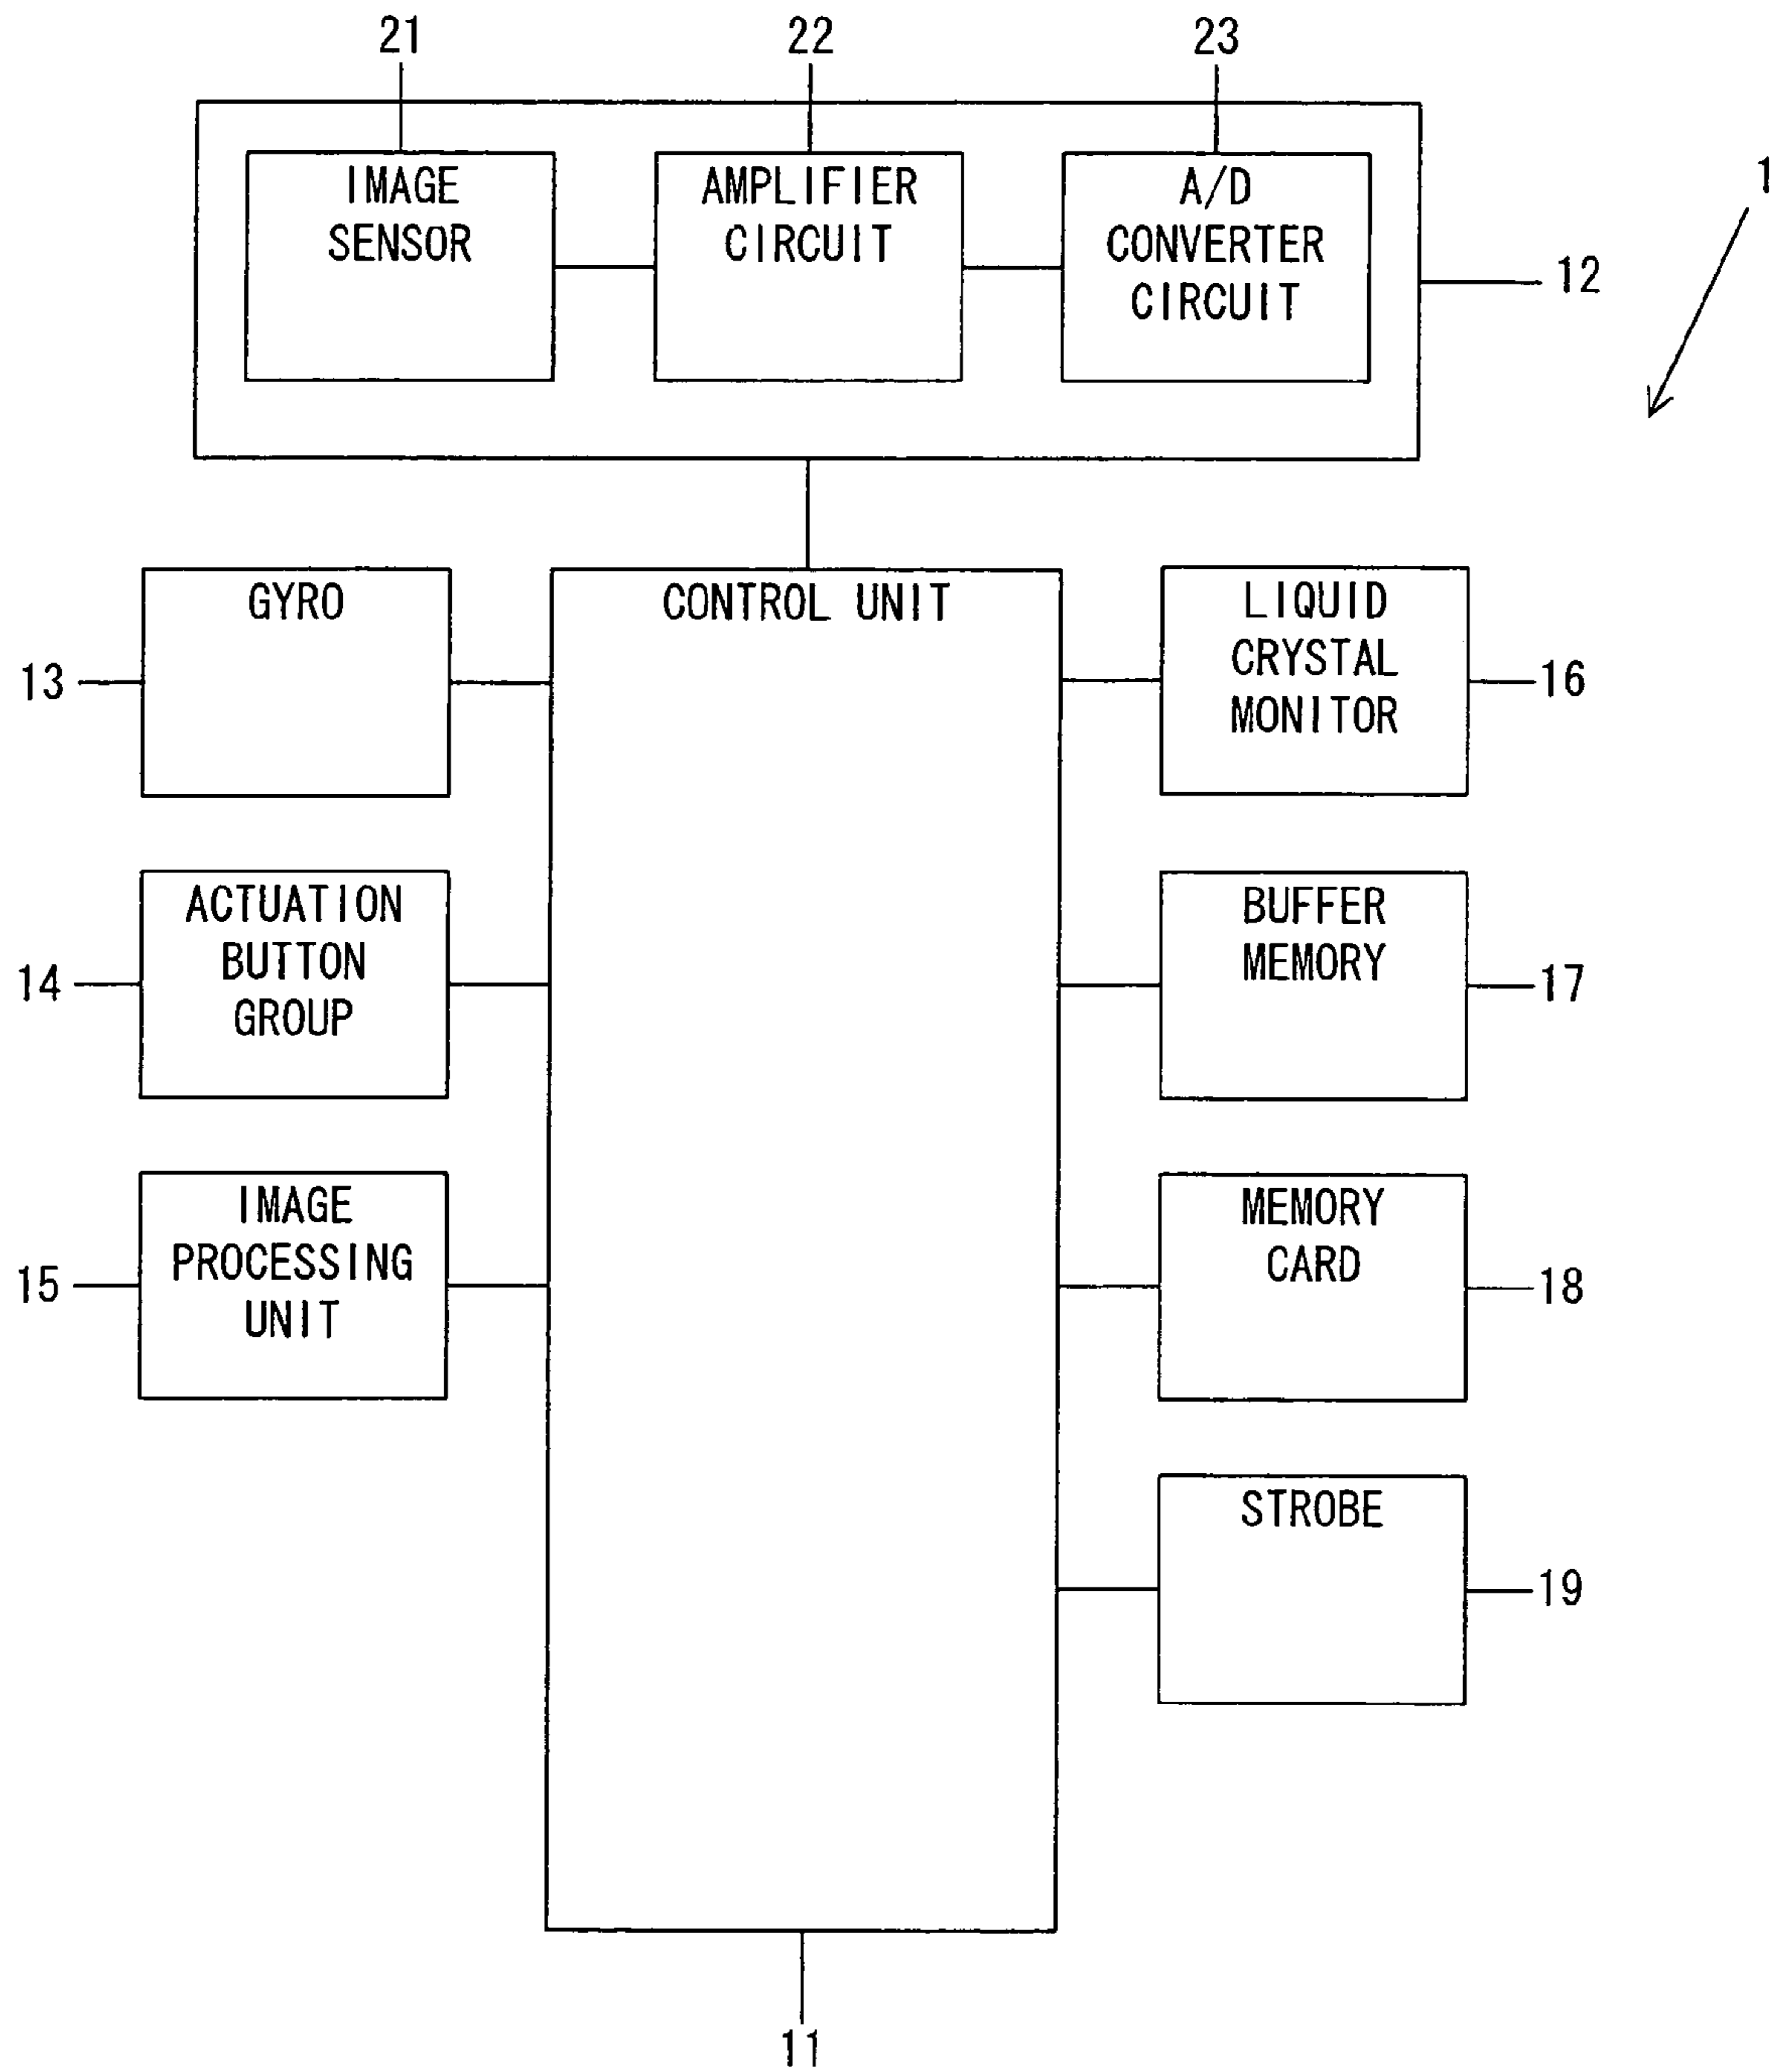 21
22
23
IMAGE
SENSOR
AMPLIFIER
CIRCUIT
A/D
CONVERTER
CIRCUIT
1
12
GYRO
13
CONTROL UNIT
LIQUID
CRYSTAL
MONITOR
16
ACTUATION
BUTTON
GROUP
14
BUFFER
MEMORY
17
IMAGE
PROCESSING
UNIT
15
MEMORY
CARD
18
STROBE
19
11